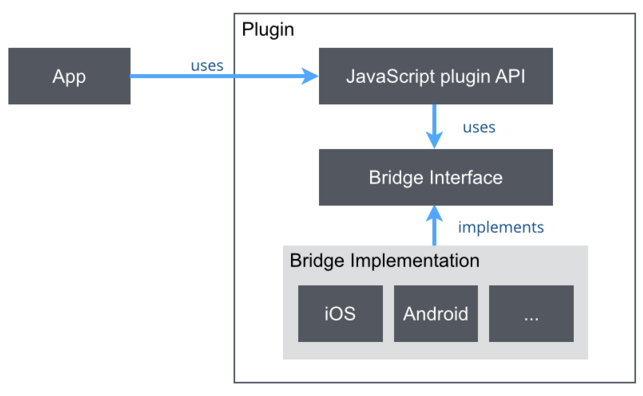 Plugin
App
uses
JavaScript plugin API
uses
Bridge Interface
implements
Bridge Implementation
iOS
Android
...